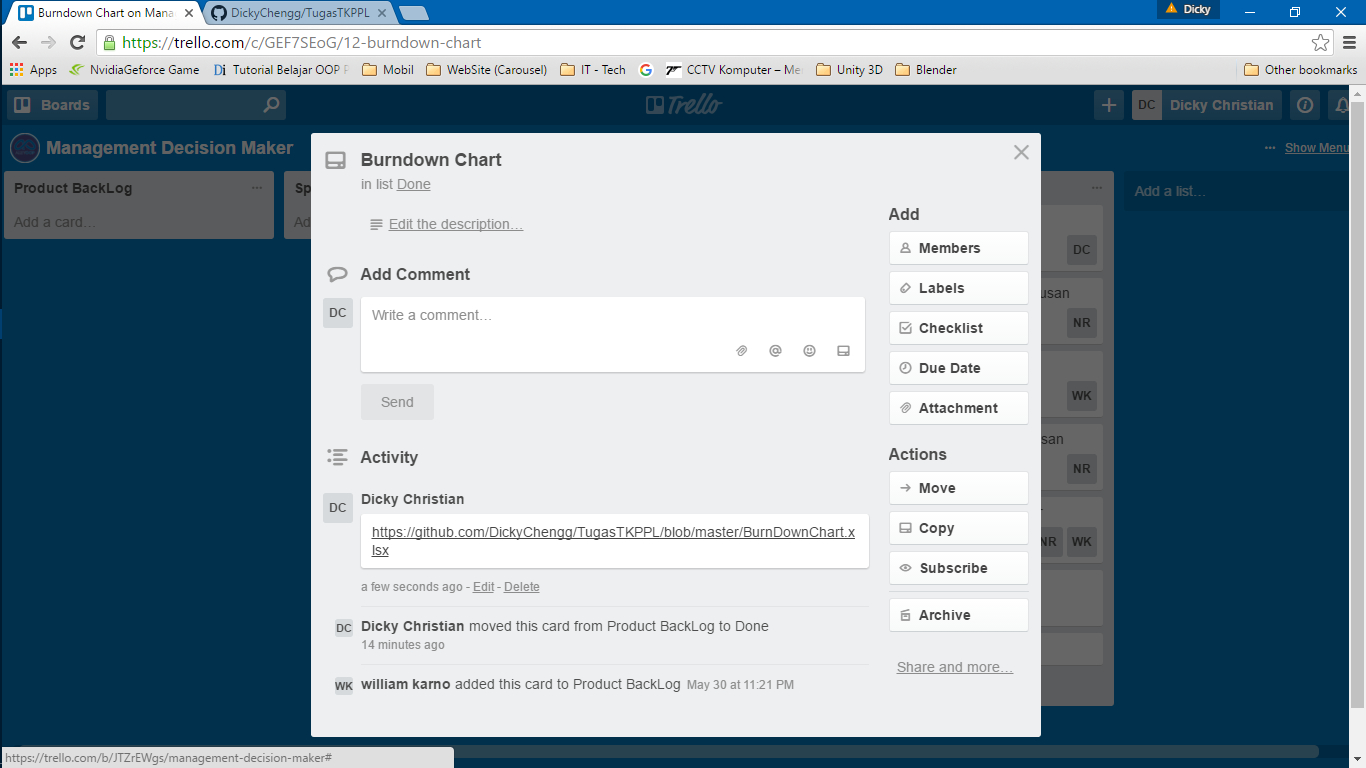 Burndown Chart on Mana
DickyChengg/TugasTKPPL
Dicky
https://trello.com/c/GEF7SEoG/12-burndown-chart
Apps
NvidiaGeforce Game
Tutorial Belajar OOP
Mobil
WebSite (Carousel)
IT - Tech
CCTV Komputer – Me
Unity 3D
Blender
Other bookmarks
Boards
Trello
DC Dicky Christian
Management Decision Maker
Show Menu
Product BackLog
Add a card…
Sp
Ad
Add a list…
DC
usan
NR
WK
san
NR
NR WK
Burndown Chart
in list Done
Edit the description…
Add Comment
DC
Write a comment…
Send
Activity
DC
Dicky Christian
https://github.com/DickyChengg/TugasTKPPL/blob/master/BurnDownChart.x
lsx
a few seconds ago - Edit - Delete
DC
Dicky Christian moved this card from Product BackLog to Done
14 minutes ago
WK
william karno added this card to Product BackLog May 30 at 11:21 PM
Add
Members
Labels
Checklist
Due Date
Attachment
Actions
Move
Copy
Subscribe
Archive
Share and more…
https://trello.com/b/JTZrEWgs/management-decision-maker#